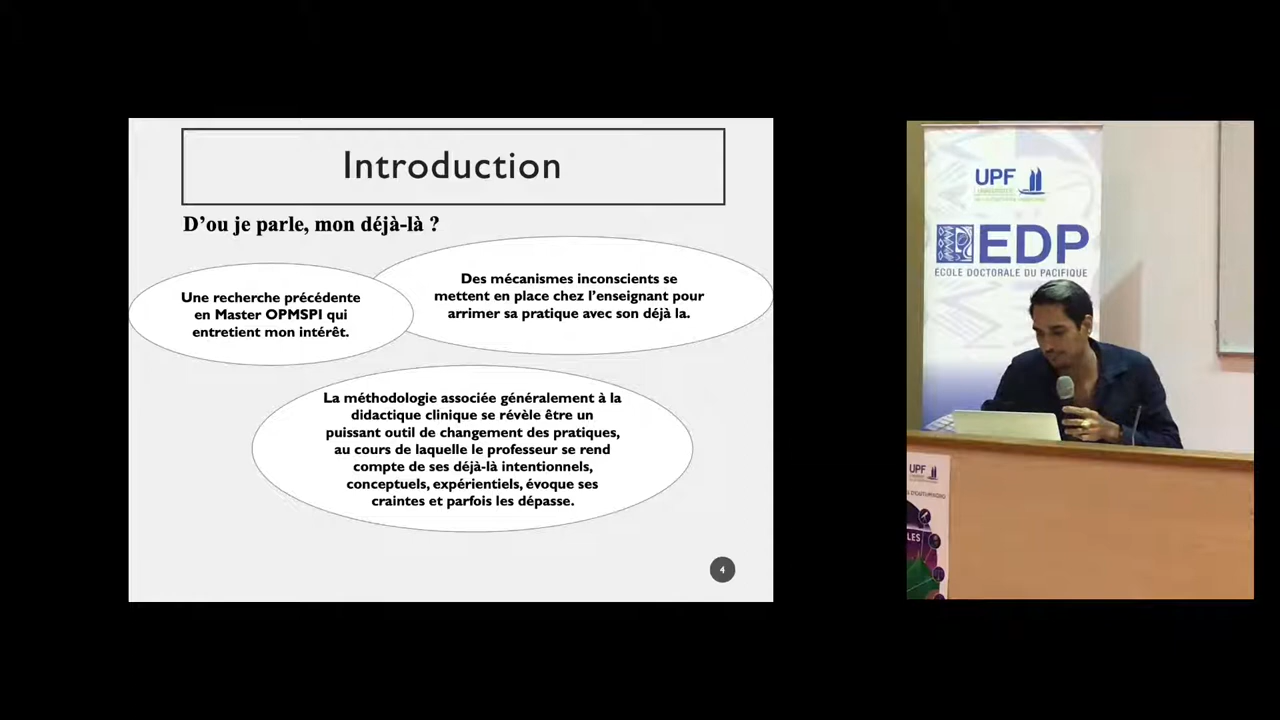 Introduction
D’ou je parle, mon déjà-là ?
Une recherche précédente
en Master OPMSPI qui
entretient mon intérêt.
Des mécanismes inconscients se
mettent en place chez l’enseignant pour
arrimer sa pratique avec son déjà la.
La méthodologie associée généralement à la
didactique clinique se révèle être un
puissant outil de changement des pratiques,
au cours de laquelle le professeur se rend
compte de ses déjà-là intentionnels,
conceptuels, expérientiels, évoque ses
craintes et parfois les dépasse.
4
UPF
EDP
ECOLE DOCTORALE DU PACIFIQUE
UPF
LES